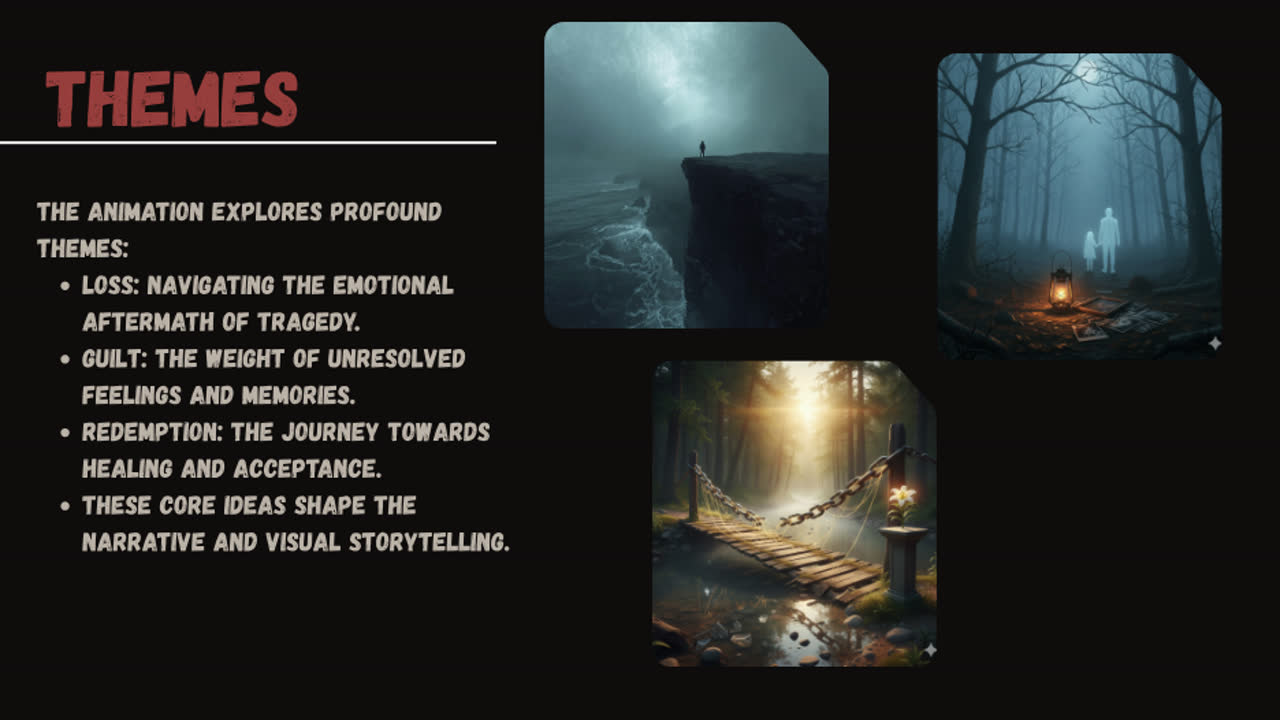 THEMES
THE ANIMATION EXPLORES PROFOUND
THEMES:
• LOSS: NAVIGATING THE EMOTIONAL
AFTERMATH OF TRAGEDY.
• GUILT: THE WEIGHT OF UNRESOLVED
FEELINGS AND MEMORIES.
• REDEMPTION: THE JOURNEY TOWARDS
HEALING AND ACCEPTANCE.
• THESE CORE IDEAS SHAPE THE
NARRATIVE AND VISUAL STORYTELLING.